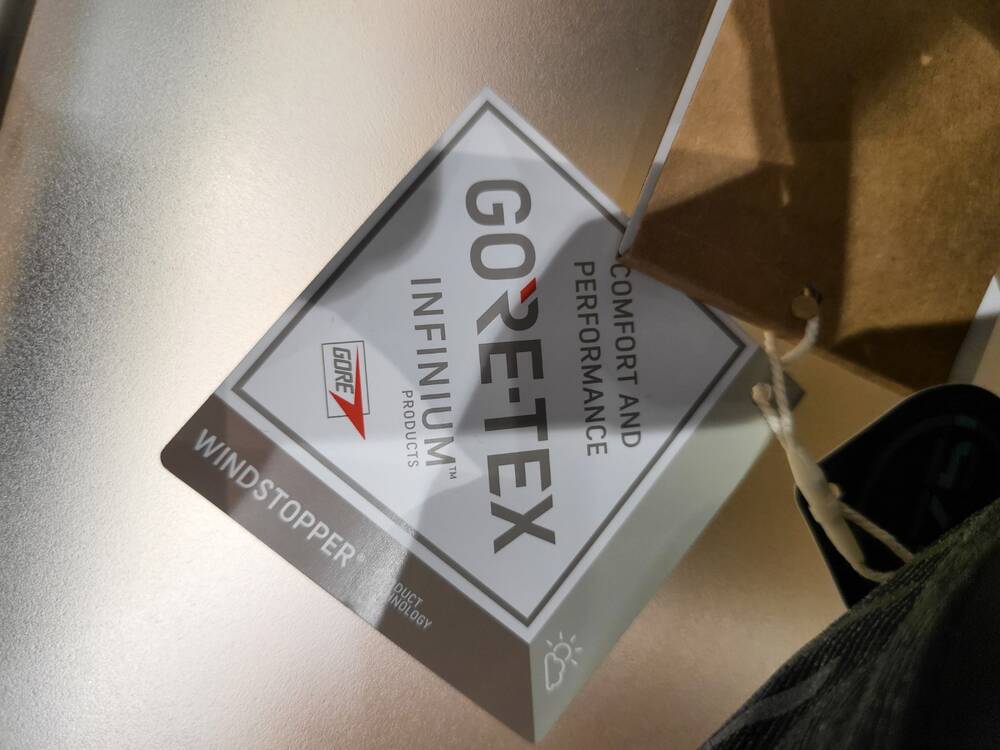 COMFORT AND
PERFORMANCE
GORE-TEX
INFINIUM™
PRODUCTS
GORE
WINDSTOPPER®